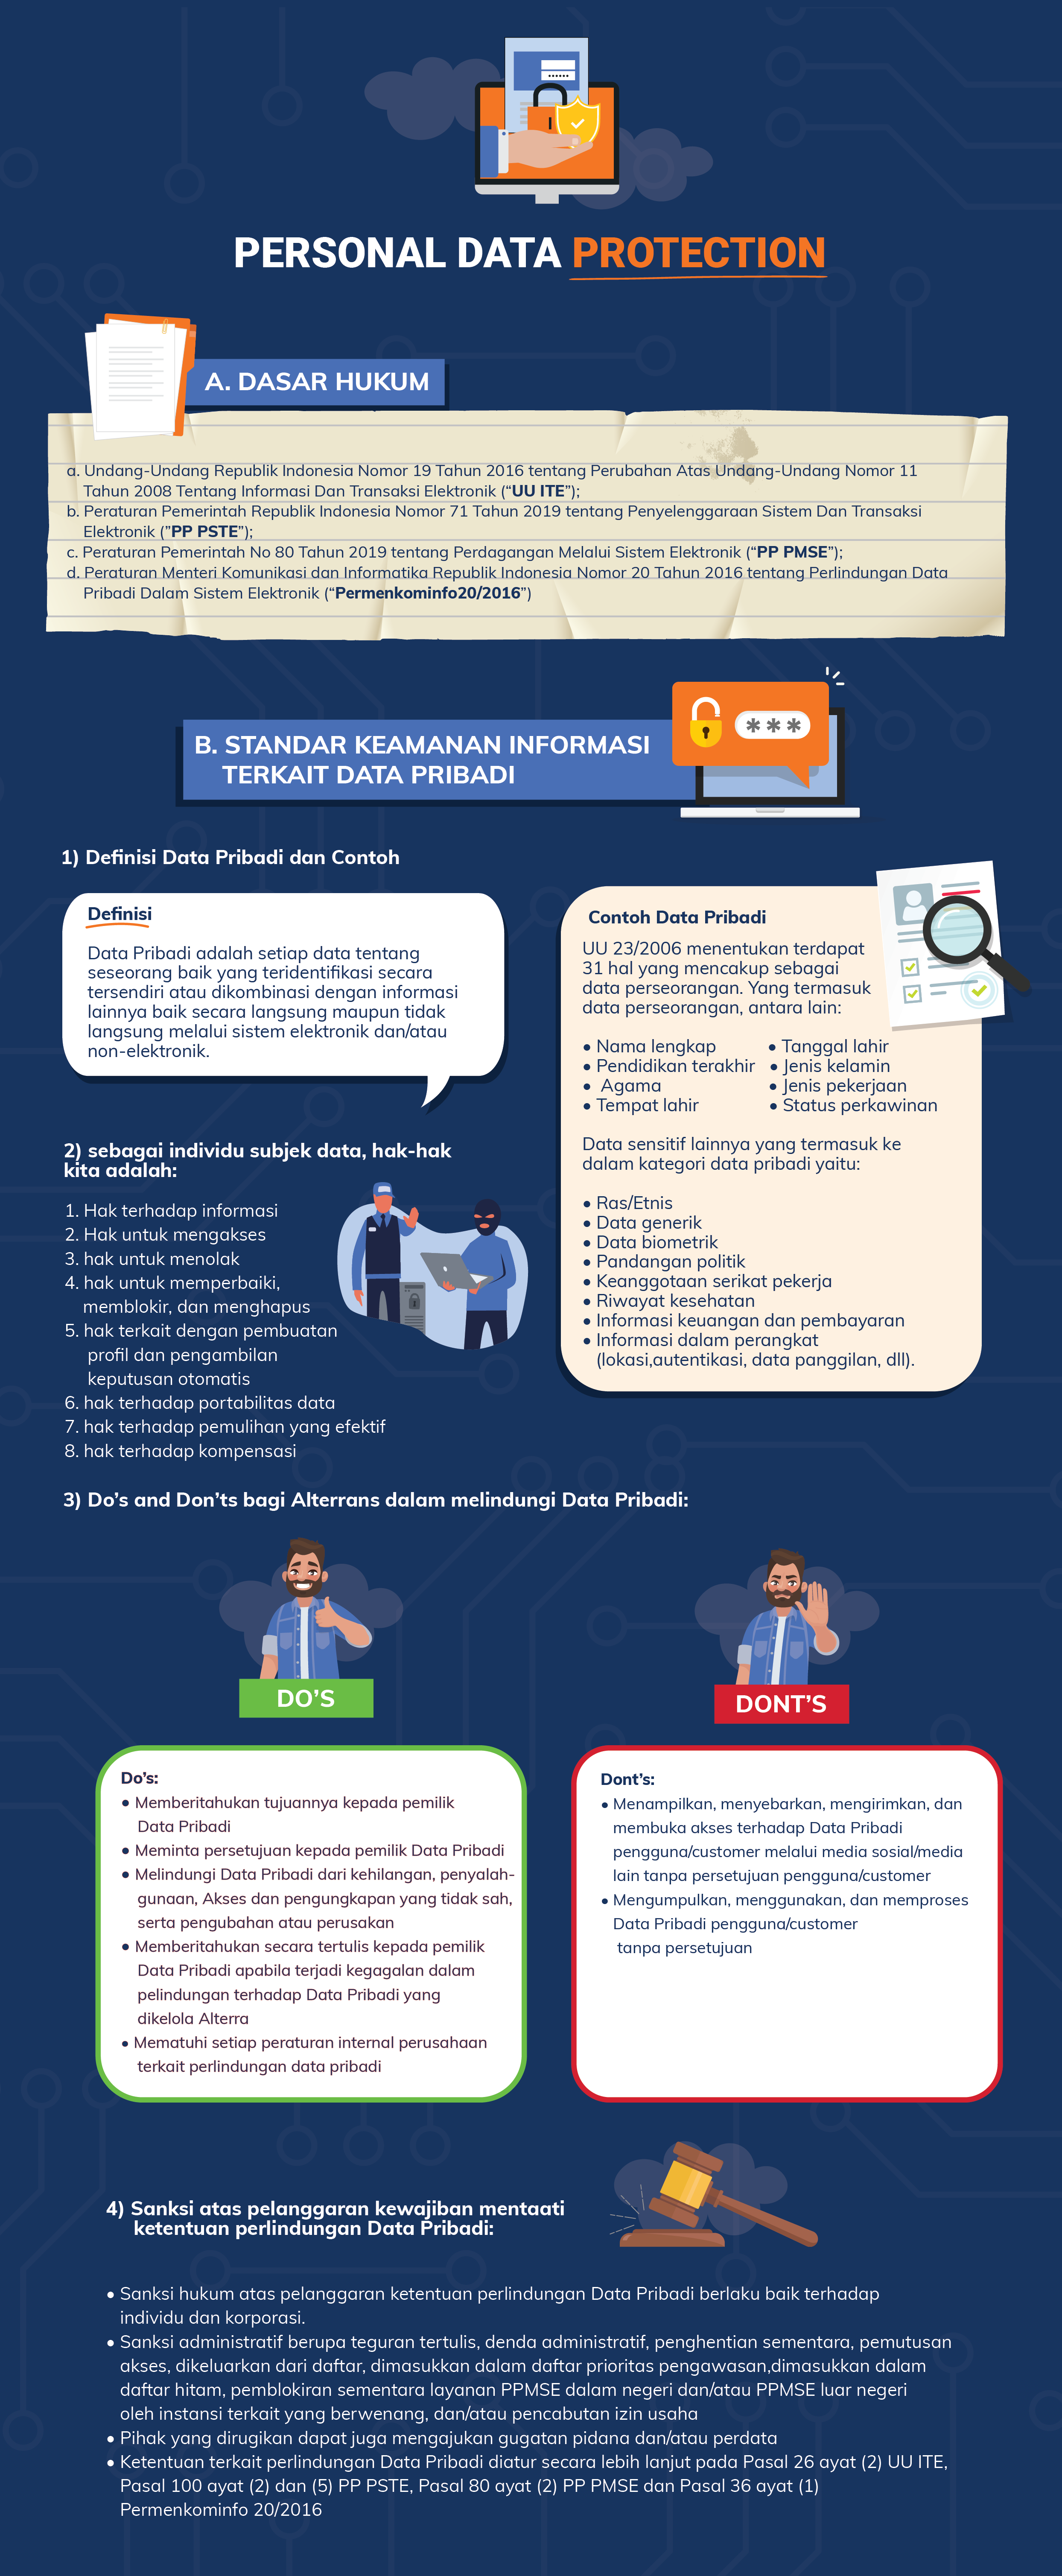 PERSONAL DATA PROTECTION
A. DASAR HUKUM
a. Undang-Undang Republik Indonesia Nomor 19 Tahun 2016 tentang Perubahan Atas Undang-Undang Nomor 11
Tahun 2008 Tentang Informasi Dan Transaksi Elektronik (“UU ITE”);
b. Peraturan Pemerintah Republik Indonesia Nomor 71 Tahun 2019 tentang Penyelenggaraan Sistem Dan Transaksi
Elektronik (”PP PSTE”);
c. Peraturan Pemerintah No 80 Tahun 2019 tentang Perdagangan Melalui Sistem Elektronik (“PP PMSE”);
d. Peraturan Menteri Komunikasi dan Informatika Republik Indonesia Nomor 20 Tahun 2016 tentang Perlindungan Data
Pribadi Dalam Sistem Elektronik (“Permenkominfo20/2016”)
B. STANDAR KEAMANAN INFORMASI
TERKAIT DATA PRIBADI
***
1) Definisi Data Pribadi dan Contoh
Definisi
Data Pribadi adalah setiap data tentang
seseorang baik yang teridentifikasi secara
tersendiri atau dikombinasi dengan informasi
lainnya baik secara langsung maupun tidak
langsung melalui sistem elektronik dan/atau
non-elektronik.
Contoh Data Pribadi
UU 23/2006 menentukan terdapat
31 hal yang mencakup sebagai
data perseorangan. Yang termasuk
data perseorangan, antara lain:
• Nama lengkap
• Pendidikan terakhir
• Agama
• Tempat lahir
• Tanggal lahir
• Jenis kelamin
• Jenis pekerjaan
• Status perkawinan
Data sensitif lainnya yang termasuk ke
dalam kategori data pribadi yaitu:
• Ras/Etnis
• Data generik
• Data biometrik
• Pandangan politik
• Keanggotaan serikat pekerja
• Riwayat kesehatan
• Informasi keuangan dan pembayaran
• Informasi dalam perangkat
(lokasi,autentikasi, data panggilan, dll).
2) sebagai individu subjek data, hak-hak
kita adalah:
1. Hak terhadap informasi
2. Hak untuk mengakses
3. hak untuk menolak
4. hak untuk memperbaiki,
memblokir, dan menghapus
5. hak terkait dengan pembuatan
profil dan pengambilan
keputusan otomatis
6. hak terhadap portabilitas data
7. hak terhadap pemulihan yang efektif
8. hak terhadap kompensasi
3) Do’s and Don’ts bagi Alterrans dalam melindungi Data Pribadi:
DO’S
Do’s:
• Memberitahukan tujuannya kepada pemilik
Data Pribadi
• Meminta persetujuan kepada pemilik Data Pribadi
• Melindungi Data Pribadi dari kehilangan, penyalah-
gunaan, Akses dan pengungkapan yang tidak sah,
serta pengubahan atau perusakan
• Memberitahukan secara tertulis kepada pemilik
Data Pribadi apabila terjadi kegagalan dalam
pelindungan terhadap Data Pribadi yang
dikelola Alterra
• Mematuhi setiap peraturan internal perusahaan
terkait perlindungan data pribadi
DONT’S
Dont’s:
• Menampilkan, menyebarkan, mengirimkan, dan
membuka akses terhadap Data Pribadi
pengguna/customer melalui media sosial/media
lain tanpa persetujuan pengguna/customer
• Mengumpulkan, menggunakan, dan memproses
Data Pribadi pengguna/customer
tanpa persetujuan
4) Sanksi atas pelanggaran kewajiban mentaati
ketentuan perlindungan Data Pribadi:
• Sanksi hukum atas pelanggaran ketentuan perlindungan Data Pribadi berlaku baik terhadap
individu dan korporasi.
• Sanksi administratif berupa teguran tertulis, denda administratif, penghentian sementara, pemutusan
akses, dikeluarkan dari daftar, dimasukkan dalam daftar prioritas pengawasan,dimasukkan dalam
daftar hitam, pemblokiran sementara layanan PPMSE dalam negeri dan/atau PPMSE luar negeri
oleh instansi terkait yang berwenang, dan/atau pencabutan izin usaha
• Pihak yang dirugikan dapat juga mengajukan gugatan pidana dan/atau perdata
• Ketentuan terkait perlindungan Data Pribadi diatur secara lebih lanjut pada Pasal 26 ayat (2) UU ITE,
Pasal 100 ayat (2) dan (5) PP PSTE, Pasal 80 ayat (2) PP PMSE dan Pasal 36 ayat (1)
Permenkominfo 20/2016